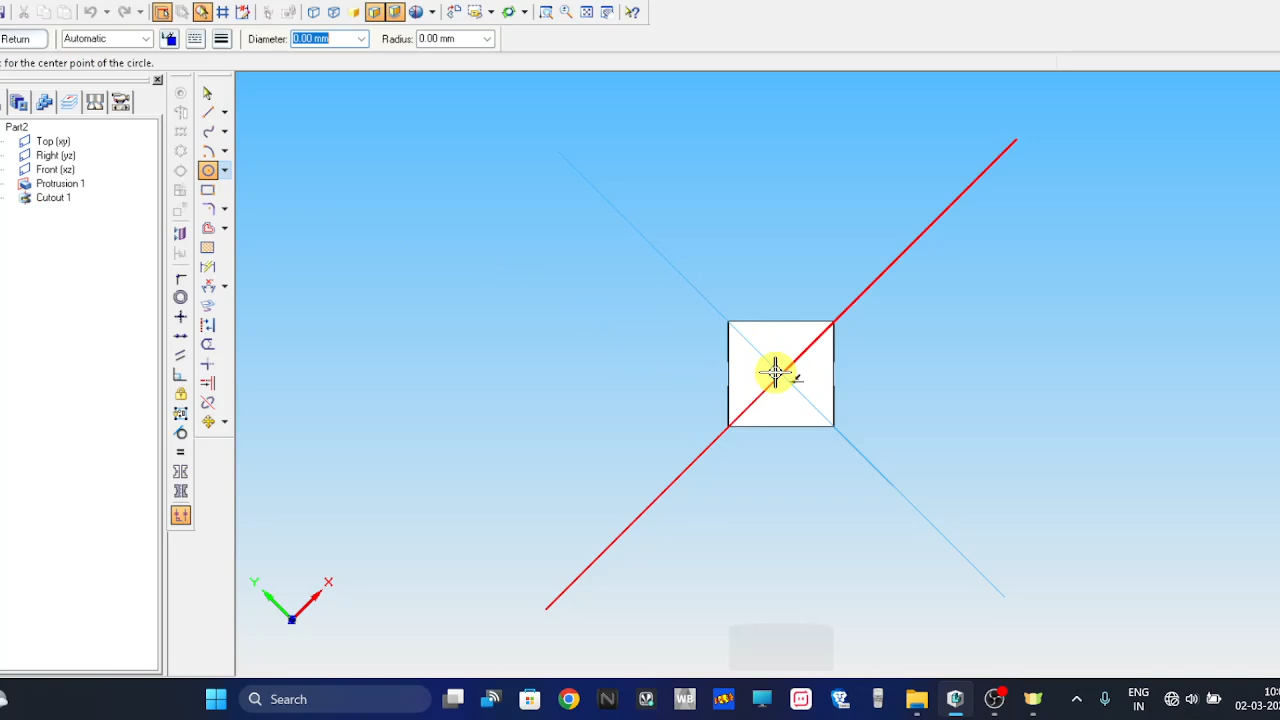 Return
Automatic
Diameter:
0.00 mm
Radius:
0.00 mm
for the center point of the circle.
Part2
Top (xy)
Right (yz)
Front (xz)
Protrusion 1
Cutout 1
Y
X
Search
WB
N
ENG
IN
02-03-